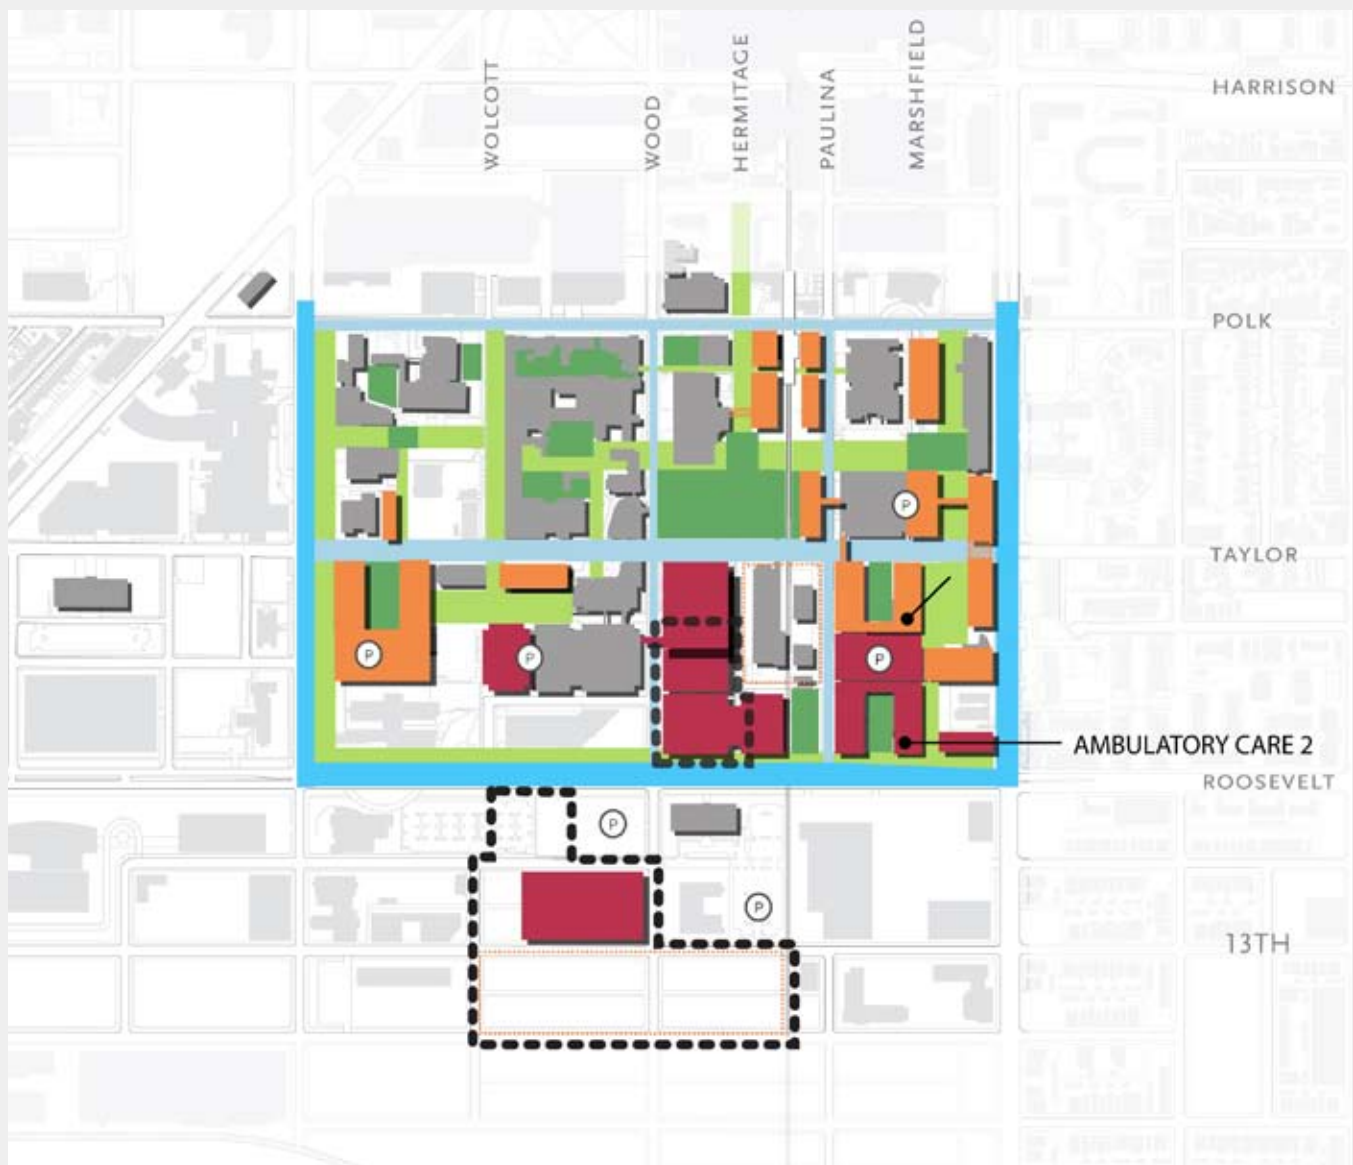 WOLCOTT
WOOD
HERMITAGE
PAULINA
MARSHFIELD
HARRISON
POLK
P
TAYLOR
P
P
P
AMBULATORY CARE 2
ROOSEVELT
P
P
13TH